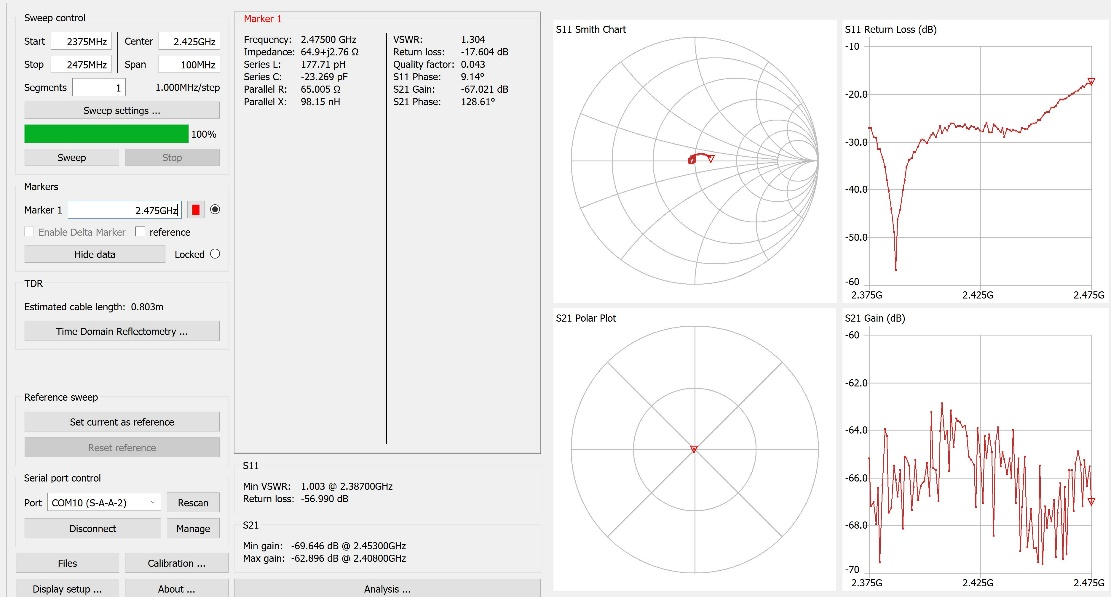 Sweep control
Start 2375MHz Center 2.425GHz
Stop 2475MHz Span 100MHz
Segments 1 1.000MHz/step
Sweep settings ...
100%
Sweep Stop
Markers
Marker 1 2.475GHz
Enable Delta Marker reference
Hide data Locked
TDR
Estimated cable length: 0.803m
Time Domain Reflectometry ...
Reference sweep
Set current as reference
Reset reference
Serial port control
Port COM10 (S-A-A-2) Rescan
Disconnect Manage
Files Calibration ...
Display setup ... About ...
Marker 1
Frequency: 2.47500 GHz
Impedance: 64.9+j2.76 Ω
Series L: 177.71 pH
Series C: -23.269 pF
Parallel R: 65.005 Ω
Parallel X: 98.15 nH
VSWR: 1.304
Return loss: -17.604 dB
Quality factor: 0.043
S11 Phase: 9.14°
S21 Gain: -67.021 dB
S21 Phase: 128.61°
S11
Min VSWR: 1.003 @ 2.38700GHz
Return loss: -56.990 dB
S21
Min gain: -69.646 dB @ 2.45300GHz
Max gain: -62.896 dB @ 2.40800GHz
Analysis ...
S11 Smith Chart
S11 Return Loss (dB)
-10
-20.0
-30.0
-40.0
-50.0
-60
2.375G 2.425G 2.475G
S21 Polar Plot
S21 Gain (dB)
-60
-62.0
-64.0
-66.0
-68.0
-70
2.375G 2.425G 2.475G